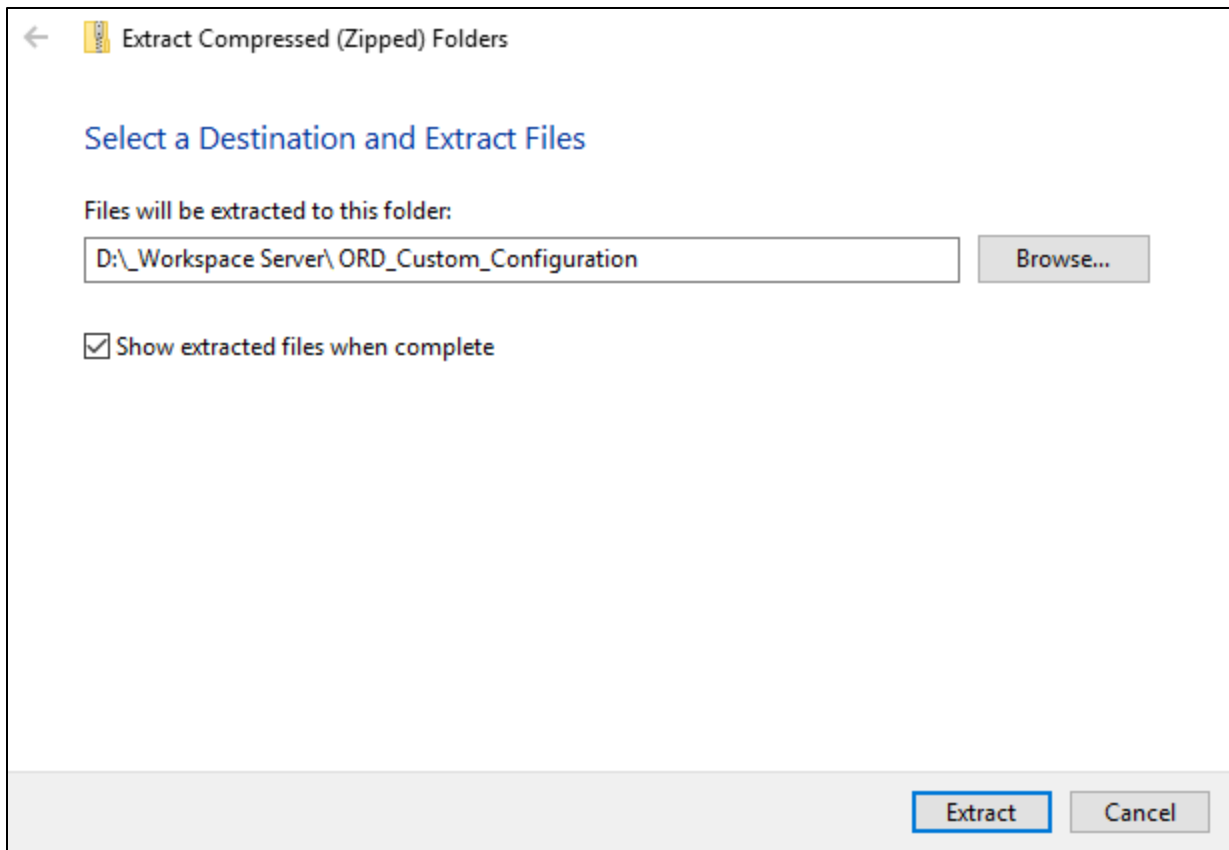 Extract Compressed (Zipped) Folders
Select a Destination and Extract Files
Files will be extracted to this folder:
D:\_Workspace Server\ ORD_Custom_Configuration
Browse...
Show extracted files when complete
Extract
Cancel